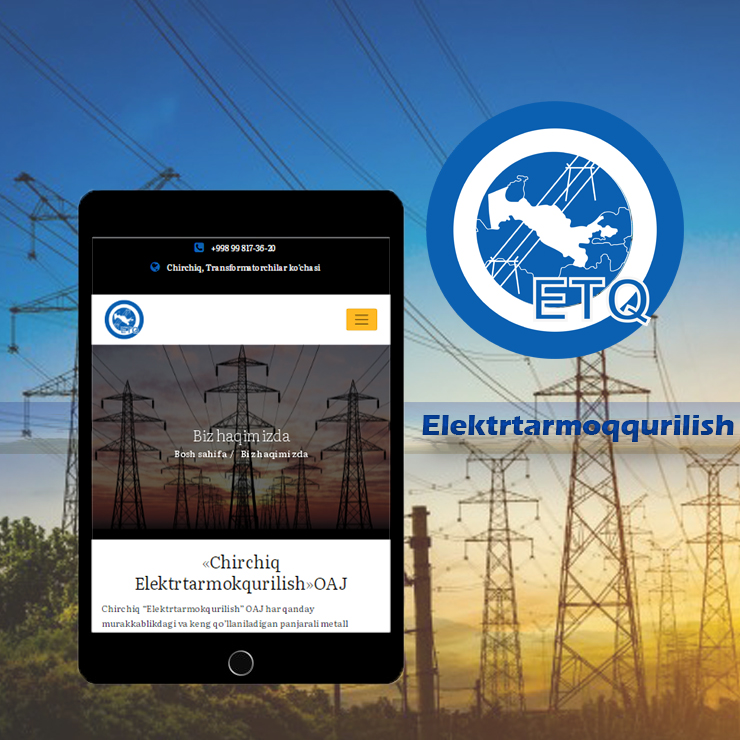 +998 99 817-36-20
Chirchiq, Transformatorchilar ko'chasi
ETQ
ETQ
Biz haqimizda
Bosh sahifa / Biz haqimizda
«Chirchiq
Elektrtarmokqurilish»OAJ
Chirchiq "Elektrtarmokqurilish" OAJ har qanday
murakkablikdagi va keng qo'llaniladigan panjarali metall
Elektrtarmoqqurilish